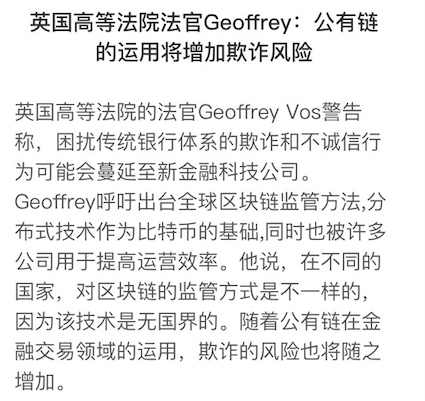 英国高等法院法官Geoffrey：公有链
的运用将增加欺诈风险
英国高等法院的法官Geoffrey Vos警告
称，困扰传统银行体系的欺诈和不诚信行
为可能会蔓延至新金融科技公司。
Geoffrey呼吁出台全球区块链监管方法,分
布式技术作为比特币的基础,同时也被许多
公司用于提高运营效率。他说，在不同的
国家，对区块链的监管方式是不一样的，
因为该技术是无国界的。随着公有链在金
融交易领域的运用，欺诈的风险也将随之
增加。